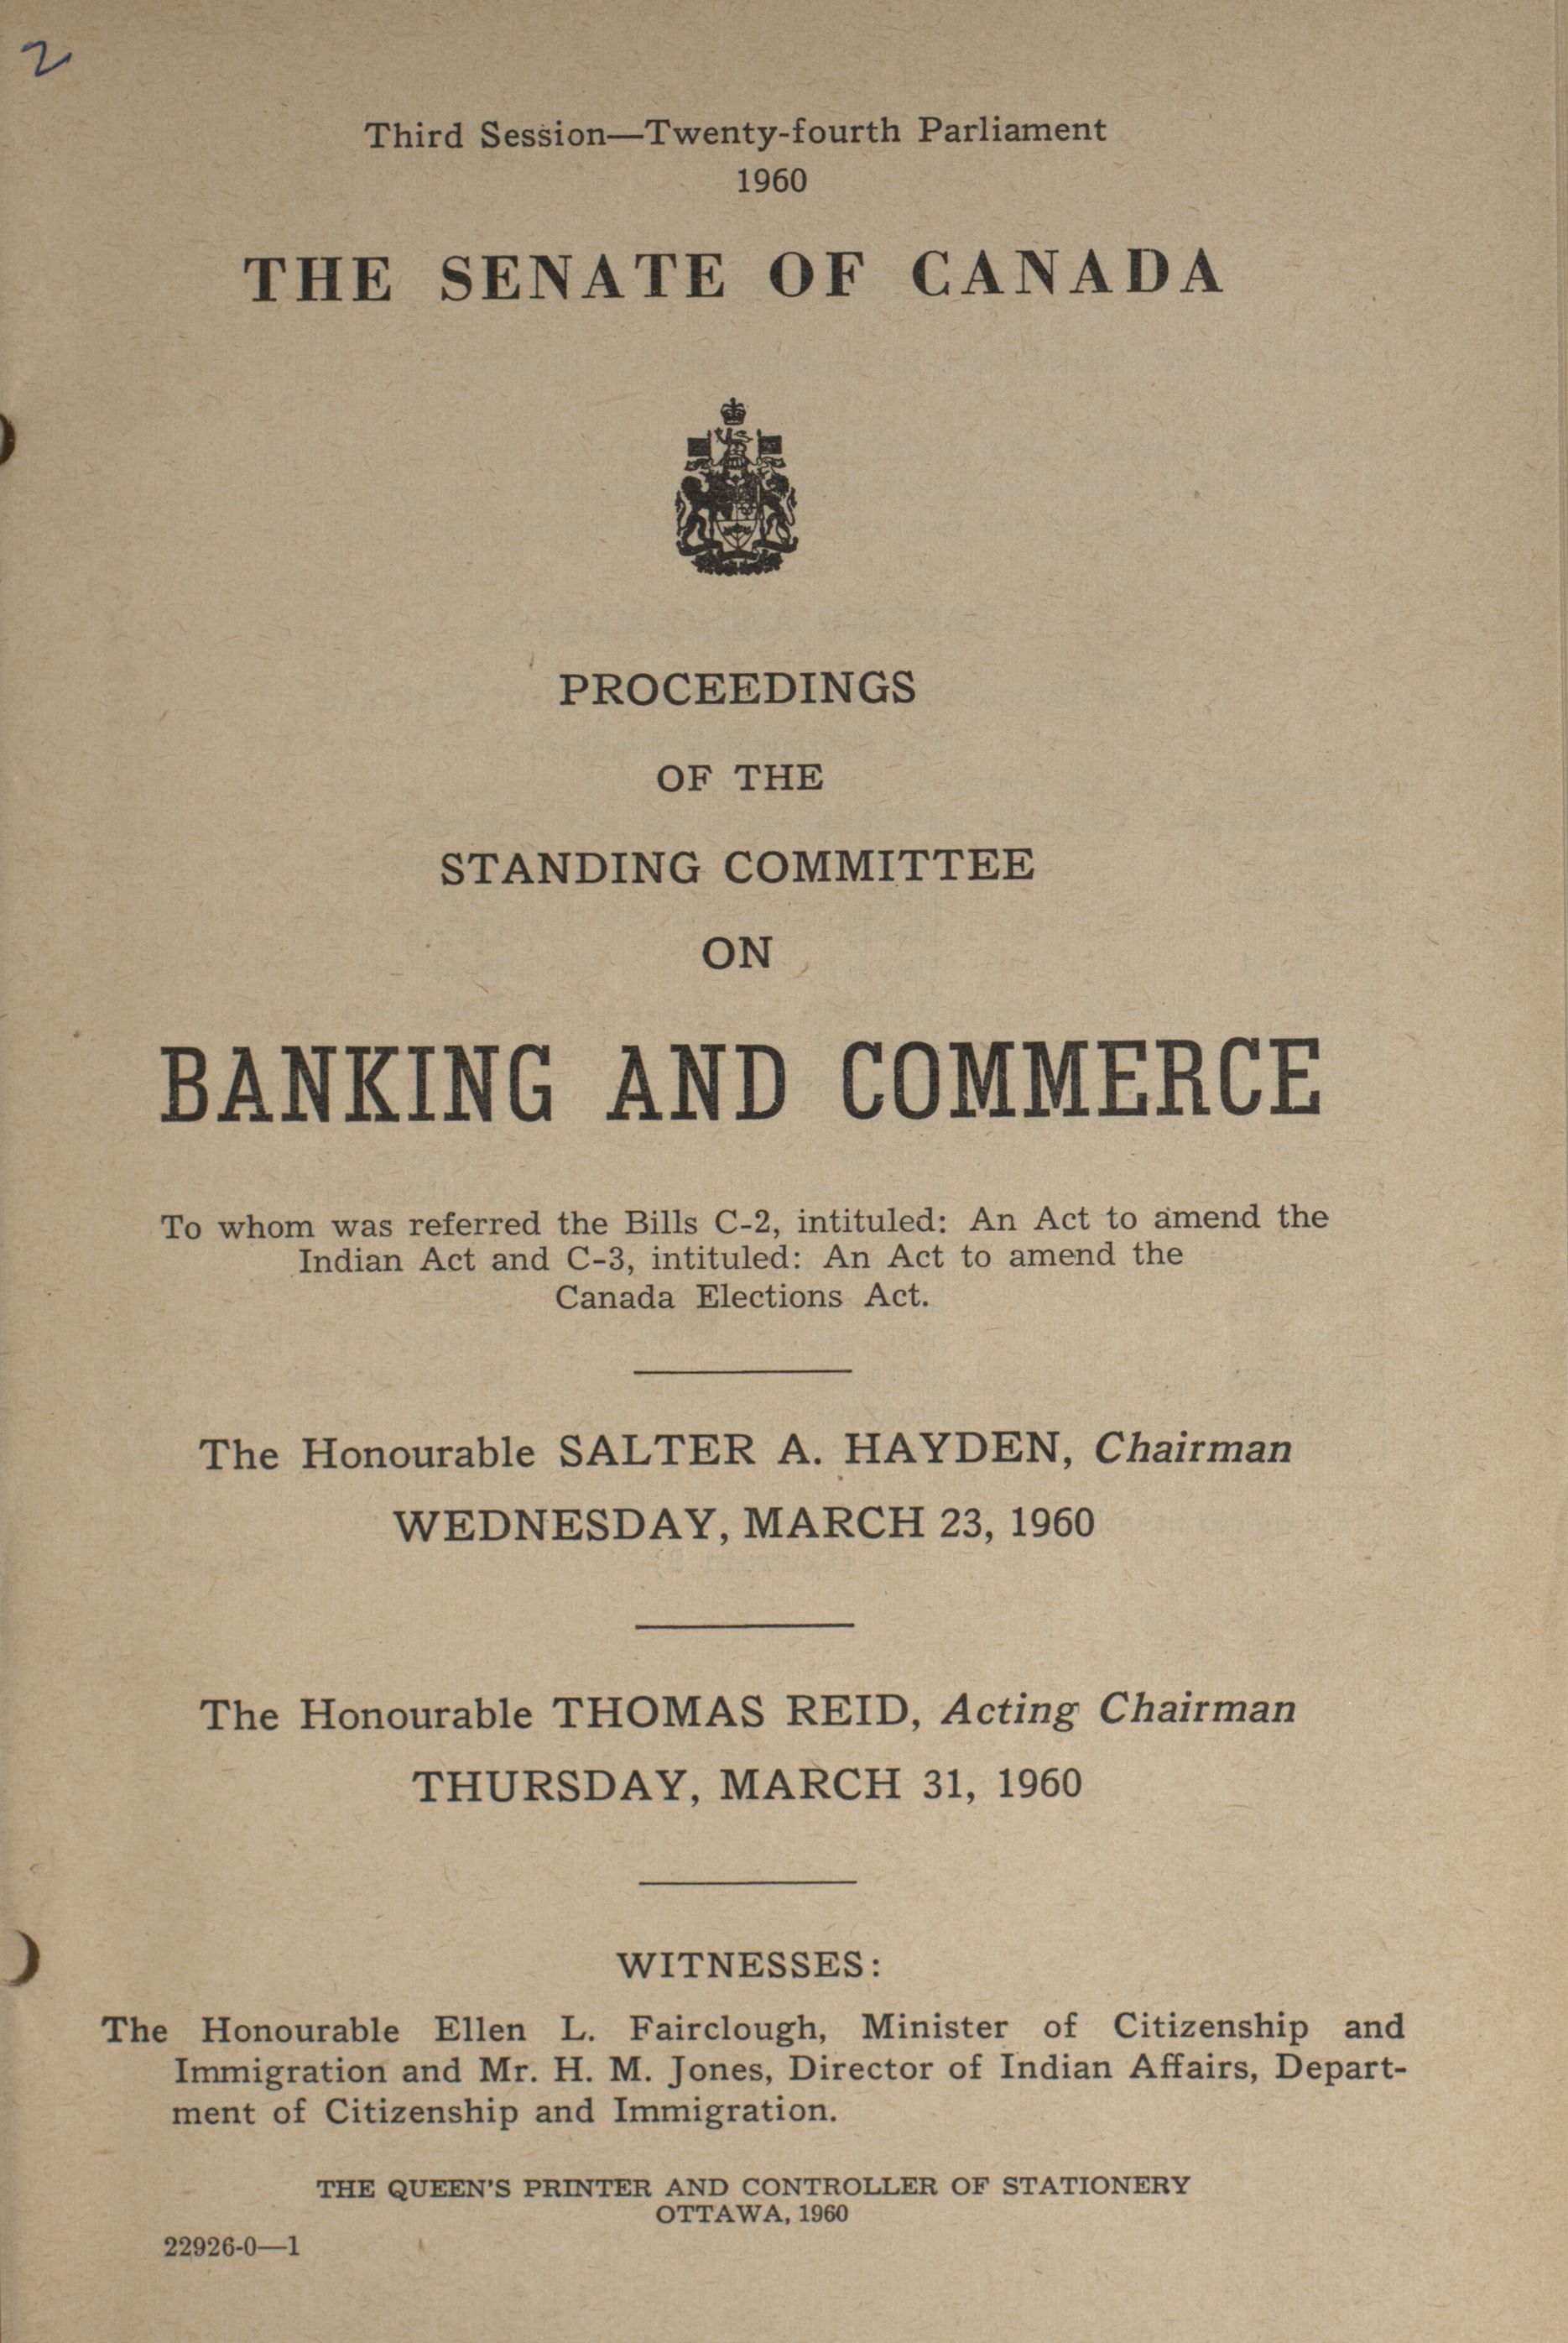 2
Third Session—Twenty-fourth Parliament
1960
THE SENATE OF CANADA
PROCEEDINGS
OF THE
STANDING COMMITTEE
ON
BANKING AND COMMERCE
To whom was referred the Bills C-2, intituled: An Act to amend the
Indian Act and C-3, intituled: An Act to amend the
Canada Elections Act.
The Honourable SALTER A. HAYDEN, Chairman
WEDNESDAY, MARCH 23, 1960
The Honourable THOMAS REID, Acting Chairman
THURSDAY, MARCH 31, 1960
WITNESSES:
The Honourable Ellen L. Fairclough, Minister of Citizenship and
Immigration and Mr. H. M. Jones, Director of Indian Affairs, Depart-
ment of Citizenship and Immigration.
THE QUEEN'S PRINTER AND CONTROLLER OF STATIONERY
OTTAWA, 1960
22926-0—1